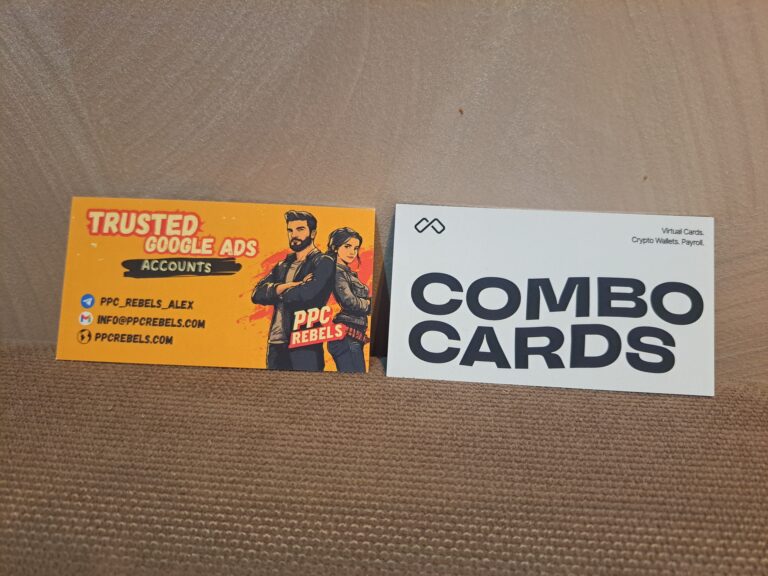 TRUSTED
GOOGLE ADS
ACCOUNTS
PPC_REBELS_ALEX
INFO@PPCREBELS.COM
PPCREBELS.COM
PPC
REBELS
Virtual Cards.
Crypto Wallets. Payroll.
COMBO
CARDS